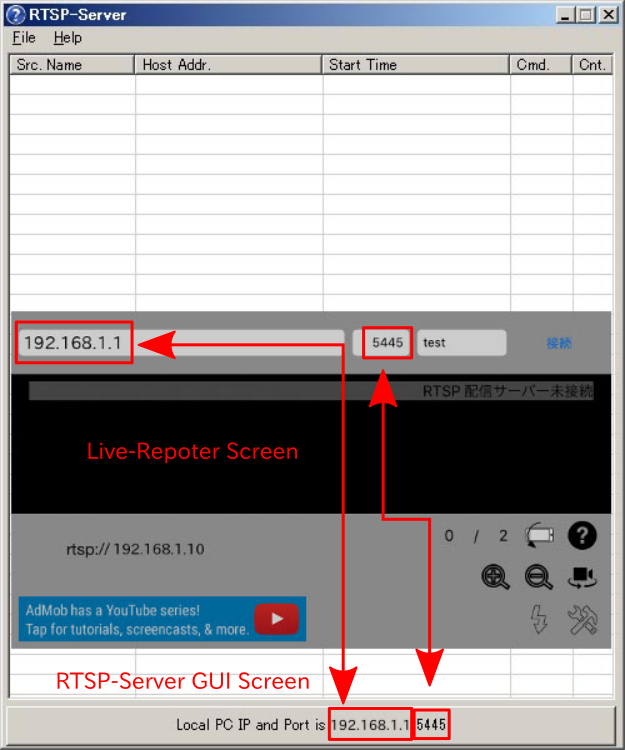 RTSP-Server
File Help
Src. Name Host Addr. Start Time Cmd. Cnt.
192.168.1.1 5445 test 接続
RTSP 配信サーバー未接続
Live-Repoter Screen
0 / 2
rtsp://192.168.1.10
AdMob has a YouTube series!
Tap for tutorials, screencasts, & more.
RTSP-Server GUI Screen
Local PC IP and Port is 192.168.1.1 5445